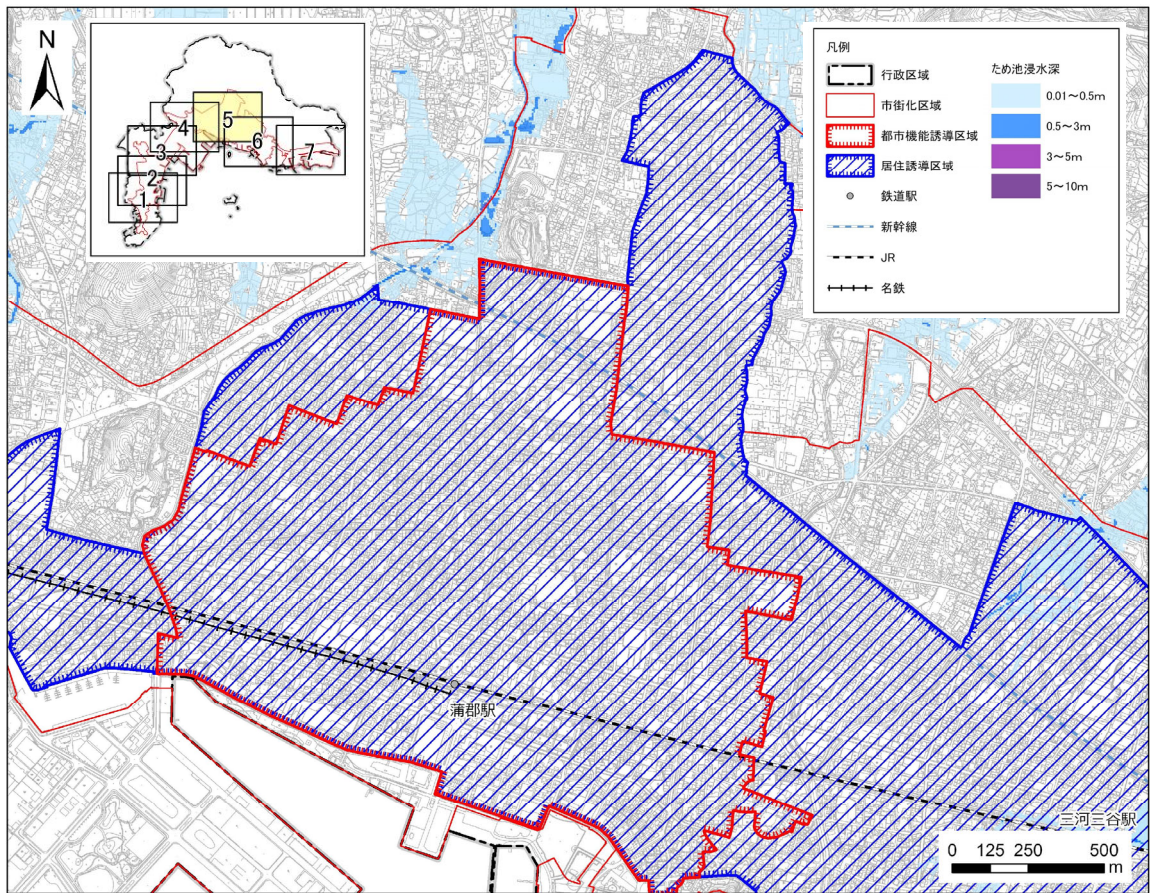 N
4
5
3
6
7
2
1
凡例
行政区域
市街化区域
都市機能誘導区域
居住誘導区域
鉄道駅
新幹線
JR
名鉄
ため池浸水深
0.01～0.5m
0.5～3m
3～5m
5～10m
蒲郡駅
三河三谷駅
0 125 250 500
m